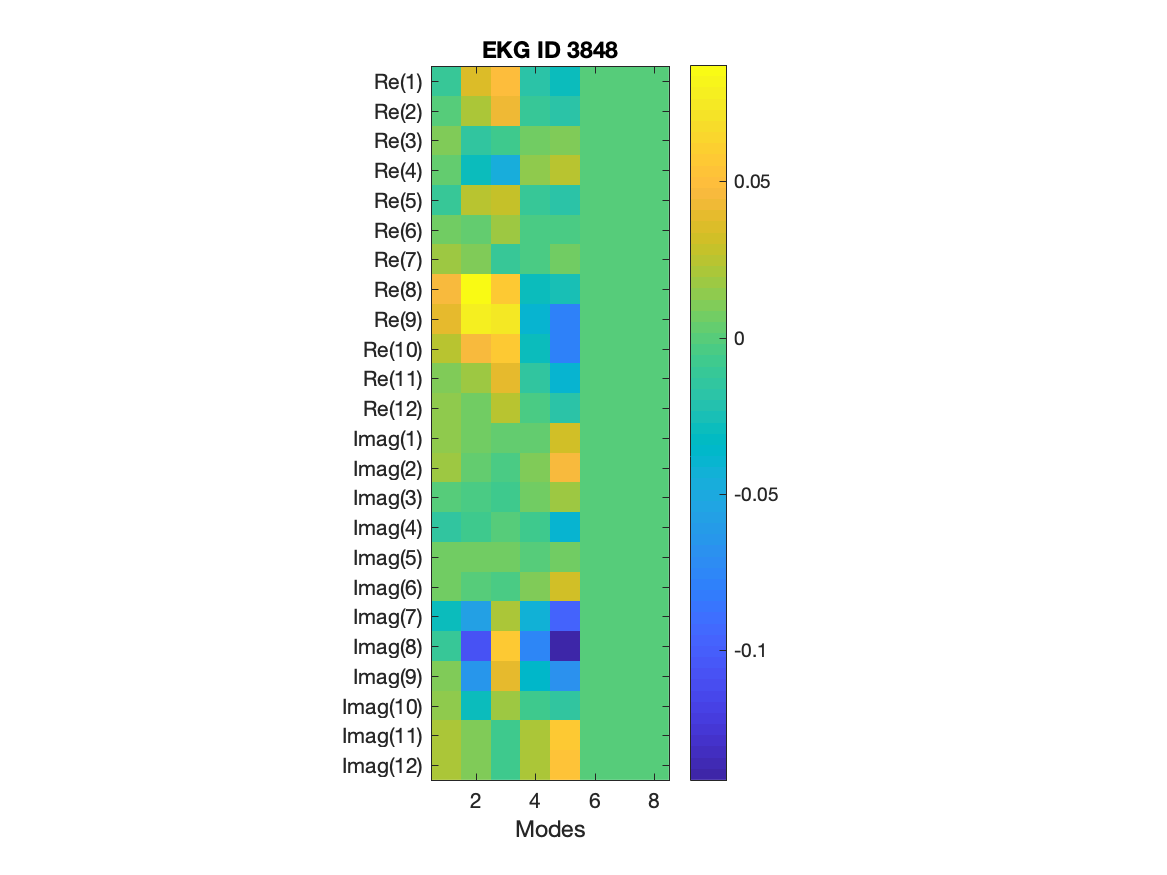 EKG ID 3848
Re(1)
Re(2)
Re(3)
Re(4)
Re(5)
Re(6)
Re(7)
Re(8)
Re(9)
Re(10)
Re(11)
Re(12)
Imag(1)
Imag(2)
Imag(3)
Imag(4)
Imag(5)
Imag(6)
Imag(7)
Imag(8)
Imag(9)
Imag(10)
Imag(11)
Imag(12)
2 4 6 8
Modes
0.05
0
-0.05
-0.1